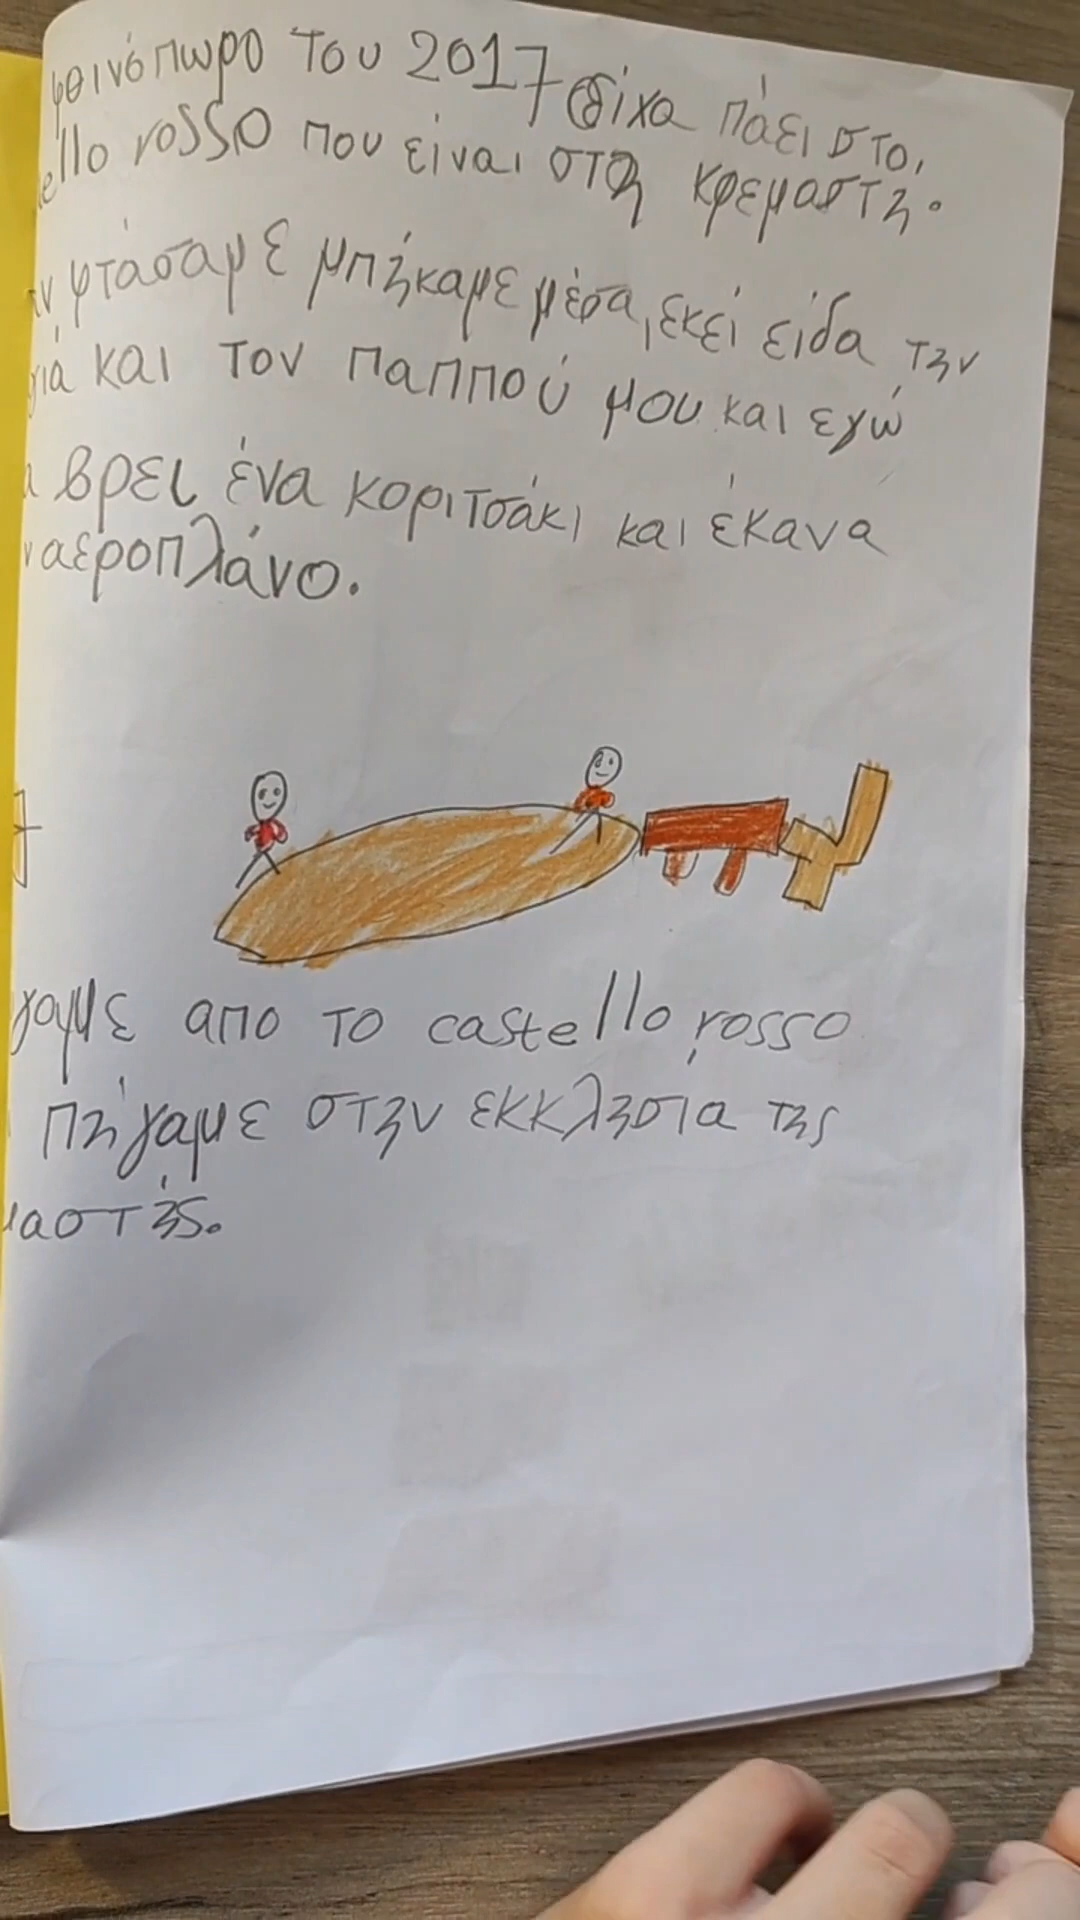 φθινόπωρο του 2017 είχα πάει στο,
ello rosso που είναι στη κρεμαστή.
ν φτάσαμε μπήκαμε μέσα, εκεί είδα την
γιά και τον παππού μου και εγώ
α βρει ένα κοριτσάκι και έκανα
ν αεροπλάνο.
γαμε απο το castello rosso
πήγαμε στην εκκλησία της
μαστής.